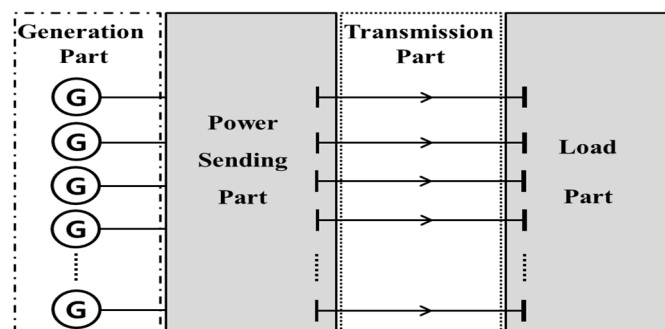 Generation
Part
Transmission
Part
G
G
G
G
G
Power
Sending
Part
Load
Part